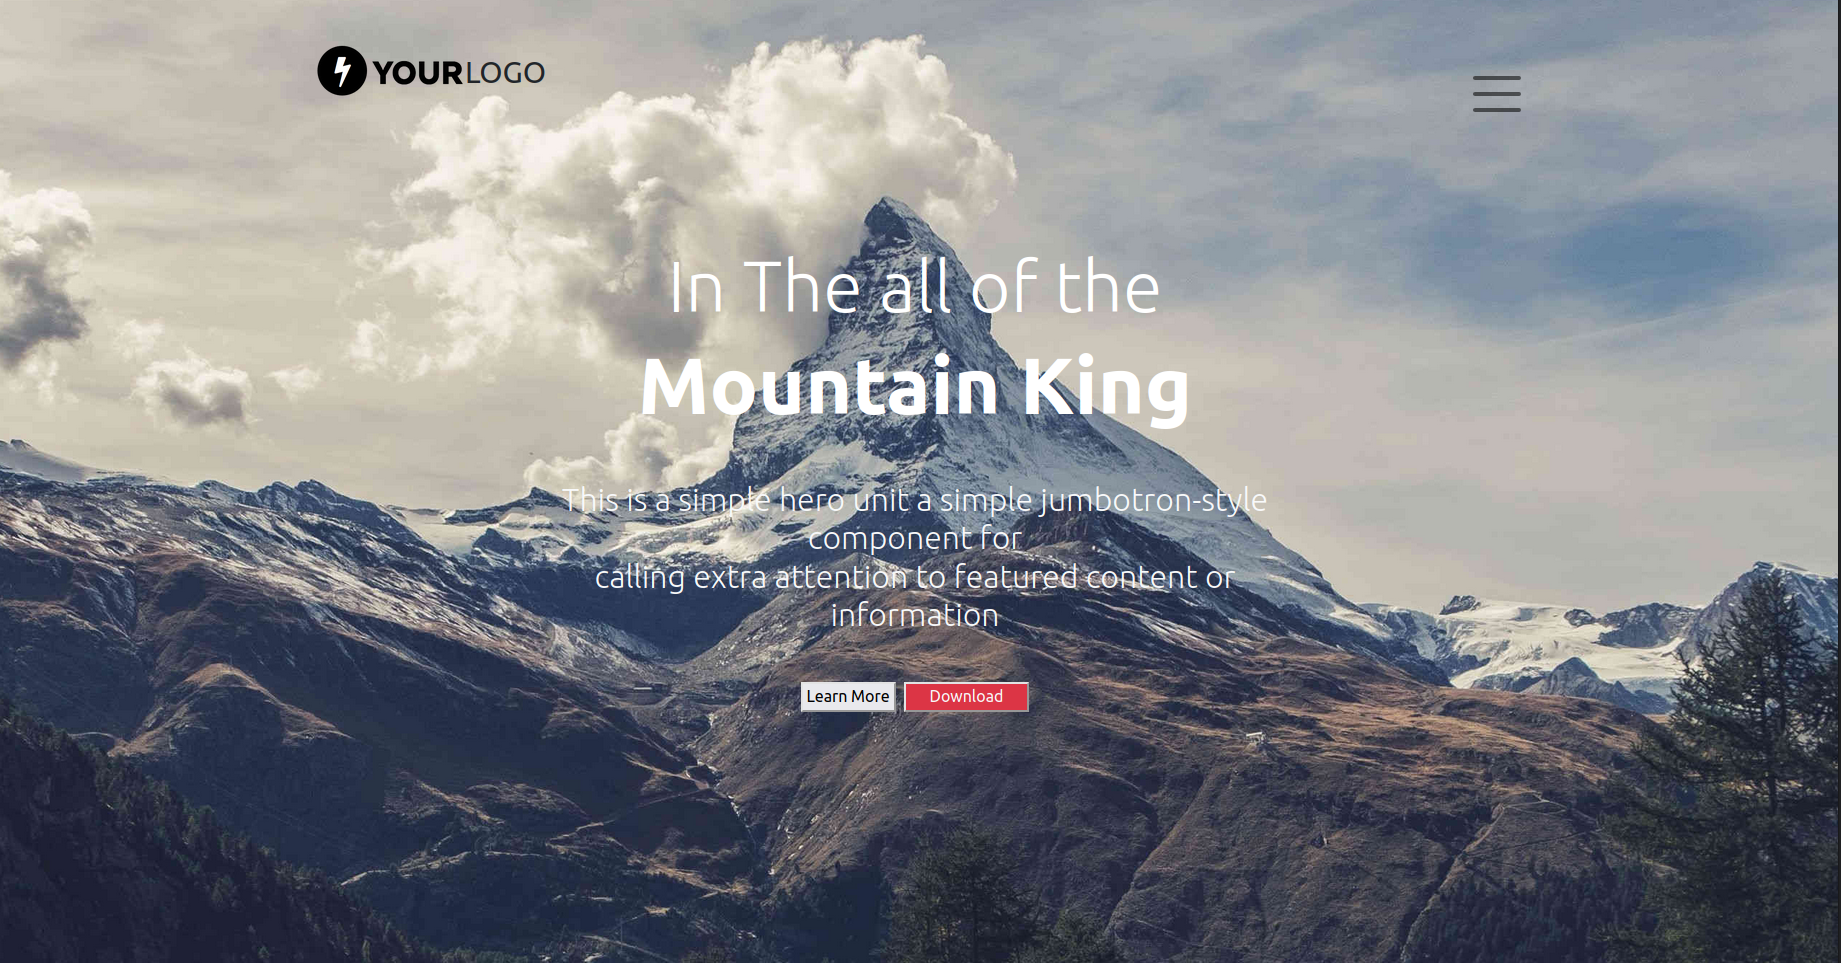 YOURLOGO
In The all of the
Mountain King
This is a simple hero unit a simple jumbotron-style
component for
calling extra attention to featured content or
information
Learn More
Download